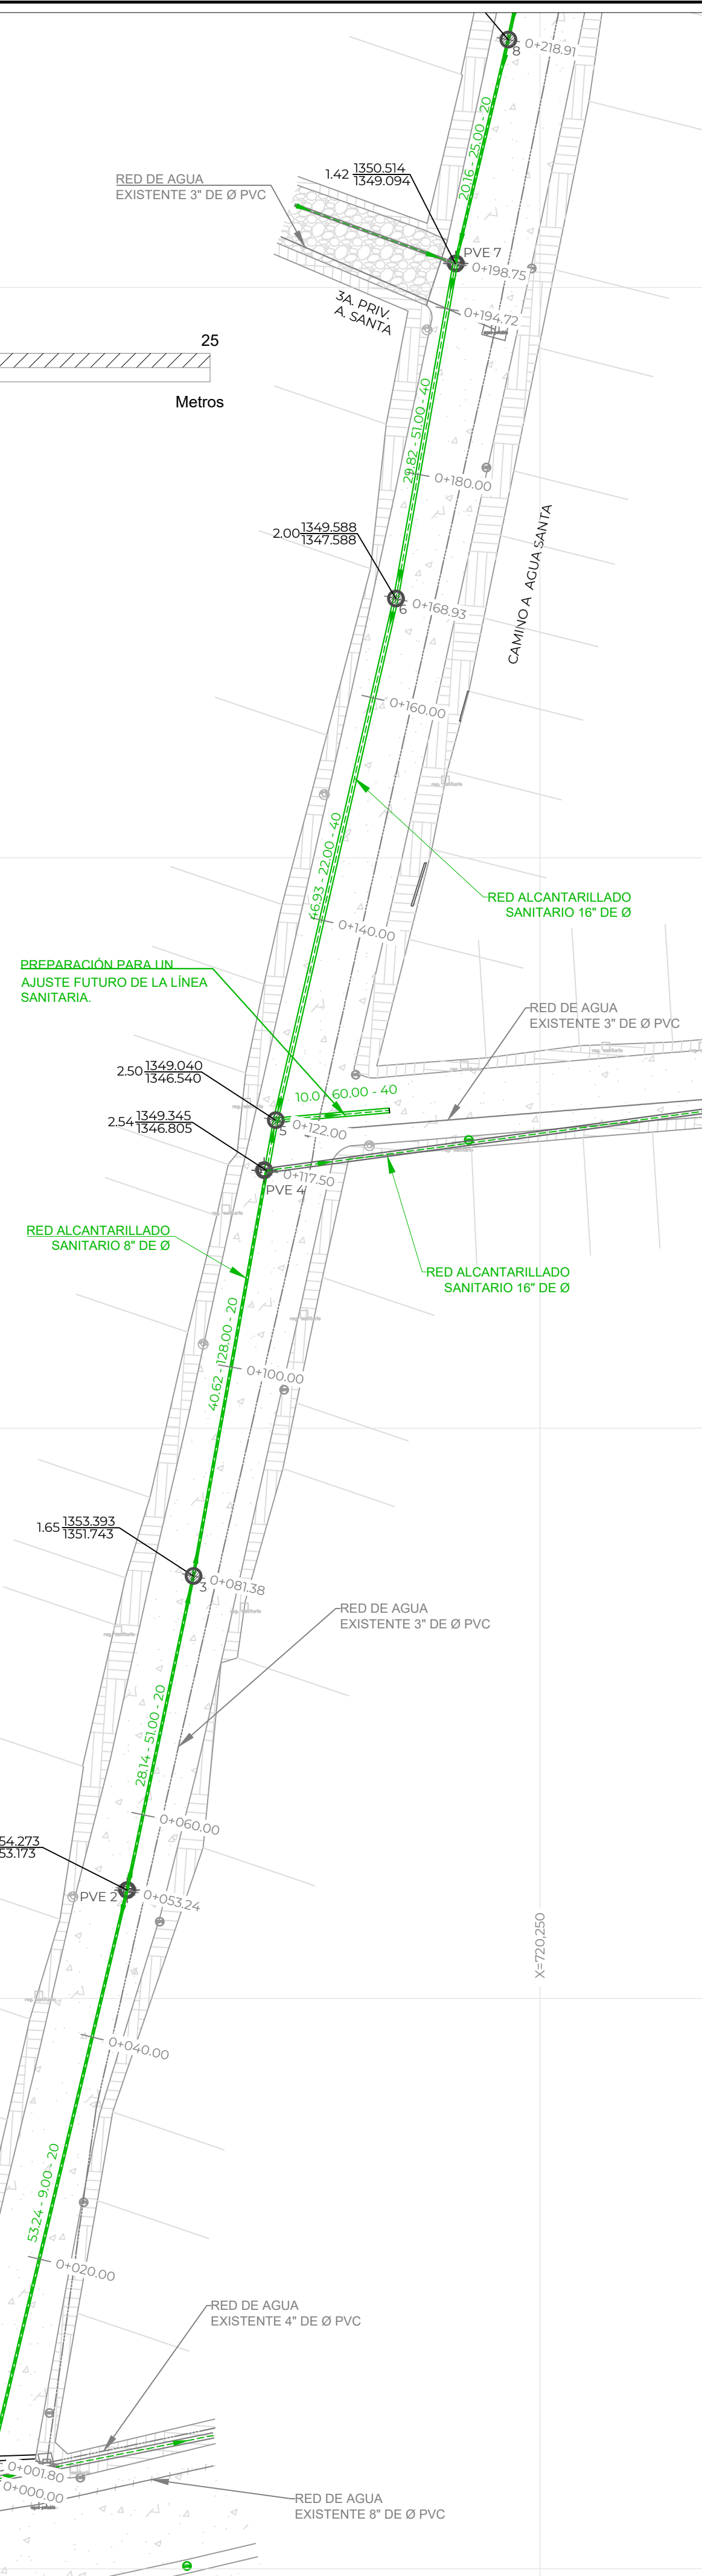 8
0+218.91
20.16 - 25.00 - 20
1.42
1350.514
1349.094
RED DE AGUA
EXISTENTE 3" DE Ø PVC
PVE 7
0+198.75
3A. PRIV.
A. SANTA
0+194.72
25
Metros
29.82 - 51.00 - 40
0+180.00
2.00
1349.588
1347.588
CAMINO A AGUA SANTA
6
0+168.93
0+160.00
46.93 - 22.00 - 40
RED ALCANTARILLADO
SANITARIO 16" DE Ø
0+140.00
PREPARACIÓN PARA UN
AJUSTE FUTURO DE LA LÍNEA
SANITARIA.
RED DE AGUA
EXISTENTE 3" DE Ø PVC
2.50
1349.040
1346.540
10.0 - 60.00 - 40
2.54
1349.345
1346.805
5
0+122.00
0+117.50
PVE 4
RED ALCANTARILLADO
SANITARIO 8" DE Ø
RED ALCANTARILLADO
SANITARIO 16" DE Ø
40.62 - 128.00 - 20
0+100.00
1.65
1353.393
1351.743
3
0+081.38
RED DE AGUA
EXISTENTE 3" DE Ø PVC
28.14 - 51.00 - 20
0+060.00
54.273
53.173
PVE 2
0+053.24
X=720,250
0+040.00
53.24 - 9.00 - 20
0+020.00
RED DE AGUA
EXISTENTE 4" DE Ø PVC
0+001.80
0+000.00
RED DE AGUA
EXISTENTE 8" DE Ø PVC